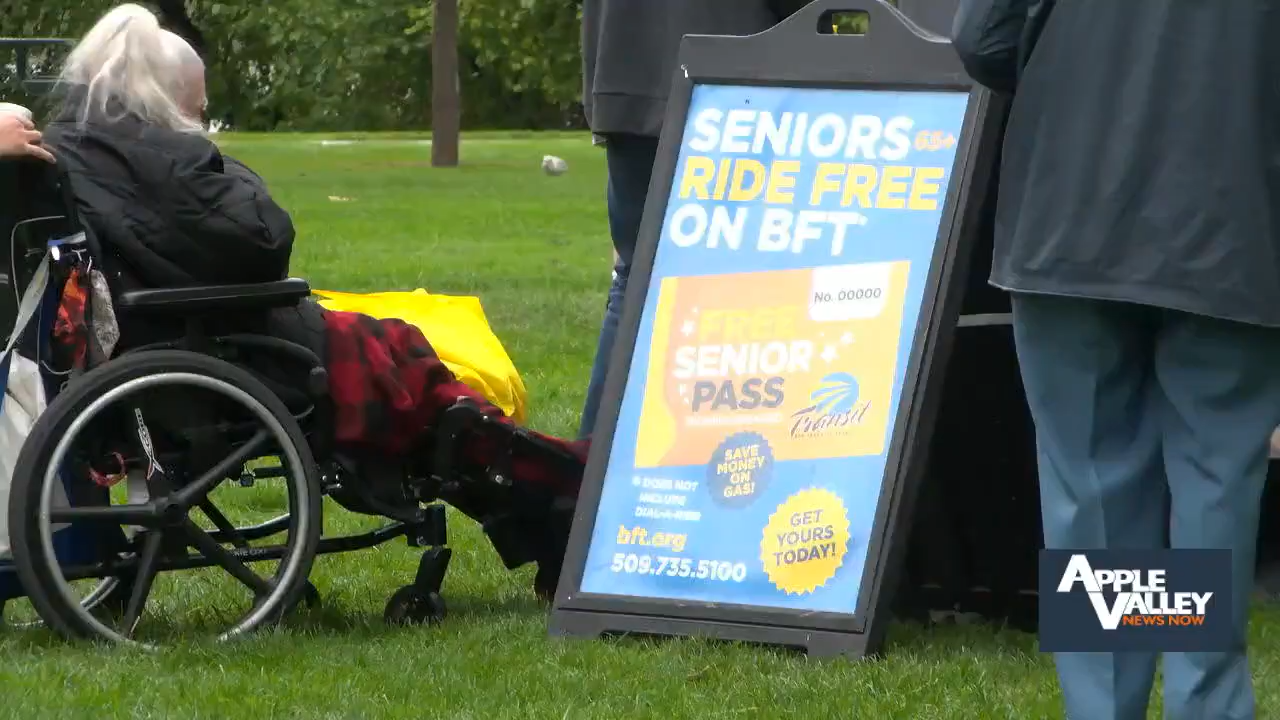 SENIORS 65+
RIDE FREE
ON BFT*
No. 00000
FREE
SENIOR
PASS
Transit
SAVE
MONEY
ON
GAS!
* DOES NOT
INCLUDE
DIAL-A-RIDE
GET
YOURS
TODAY!
bft.org
509.735.5100
APPLE
VALLEY
NEWS NOW